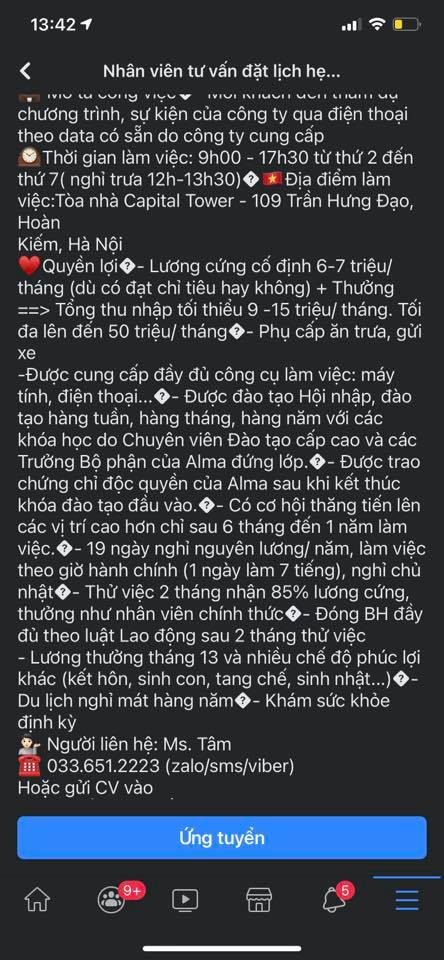 13:42
Nhân viên tư vấn đặt lịch hẹ...
Mô tả công việc�- Mời khách đến tham dự
chương trình, sự kiện của công ty qua điện thoại
theo data có sẵn do công ty cung cấp
🕰Thời gian làm việc: 9h00 - 17h30 từ thứ 2 đến
thứ 7( nghỉ trưa 12h-13h30)�🇻🇳Địa điểm làm
việc:Tòa nhà Capital Tower - 109 Trần Hưng Đạo,
Hoàn
Kiếm, Hà Nội
♥️Quyền lợi�- Lương cứng cố định 6-7 triệu/
tháng (dù có đạt chỉ tiêu hay không) + Thưởng
==> Tổng thu nhập tối thiểu 9 -15 triệu/ tháng. Tối
đa lên đến 50 triệu/ tháng�- Phụ cấp ăn trưa, gửi
xe
-Được cung cấp đầy đủ công cụ làm việc: máy
tính, điện thoại...�- Được đào tạo Hội nhập, đào
tạo hàng tuần, hàng tháng, hàng năm với các
khóa học do Chuyên viên Đào tạo cấp cao và các
Trưởng Bộ phận của Alma đứng lớp.�- Được trao
chứng chỉ độc quyền của Alma sau khi kết thúc
khóa đào tạo đầu vào.�- Có cơ hội thăng tiến lên
các vị trí cao hơn chỉ sau 6 tháng đến 1 năm làm
việc.�- 19 ngày nghỉ nguyên lương/ năm, làm việc
theo giờ hành chính (1 ngày làm 7 tiếng), nghỉ chủ
nhật�- Thử việc 2 tháng nhận 85% lương cứng,
thưởng như nhân viên chính thức�- Đóng BH đầy
đủ theo luật Lao động sau 2 tháng thử việc
- Lương thưởng tháng 13 và nhiều chế độ phúc lợi
khác (kết hôn, sinh con, tang chế, sinh nhật...)�-
Du lịch nghỉ mát hàng năm�- Khám sức khỏe
định kỳ
💁🏻 Người liên hệ: Ms. Tâm
☎️ 033.651.2223 (zalo/sms/viber)
Hoặc gửi CV vào
Ứng tuyển
9+
5